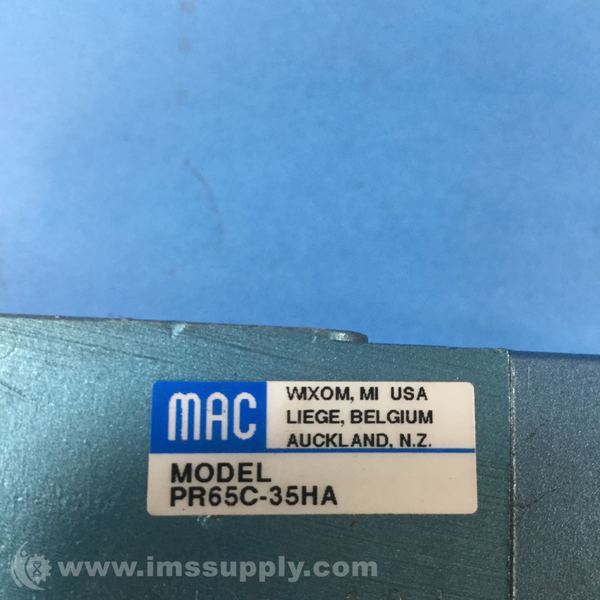 MAC
WIXOM, MI USA
LIEGE, BELGIUM
AUCKLAND, N.Z.
MODEL
PR65C-35HA
www.imssupply.com